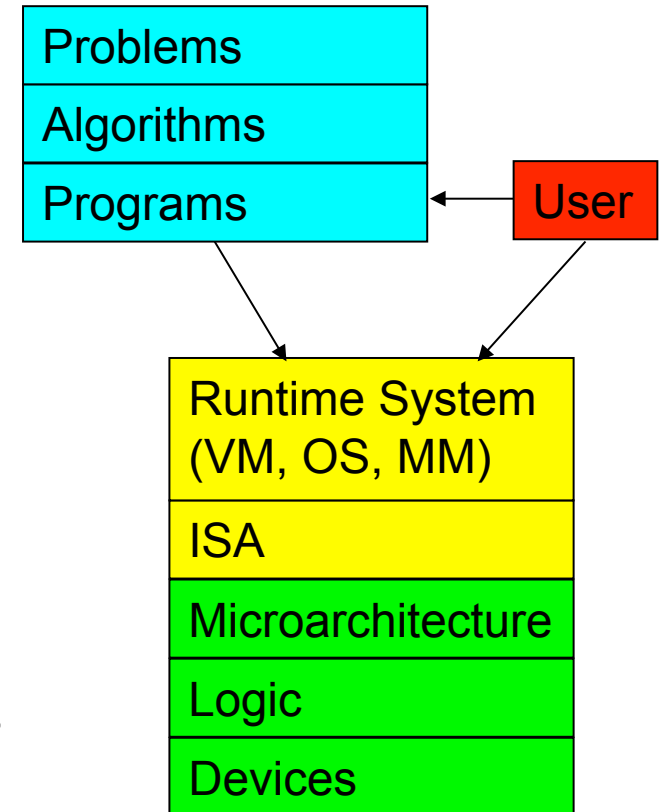 Problems
Algorithms
Programs
User
Runtime System
(VM, OS, MM)
ISA
Microarchitecture
Logic
Devices